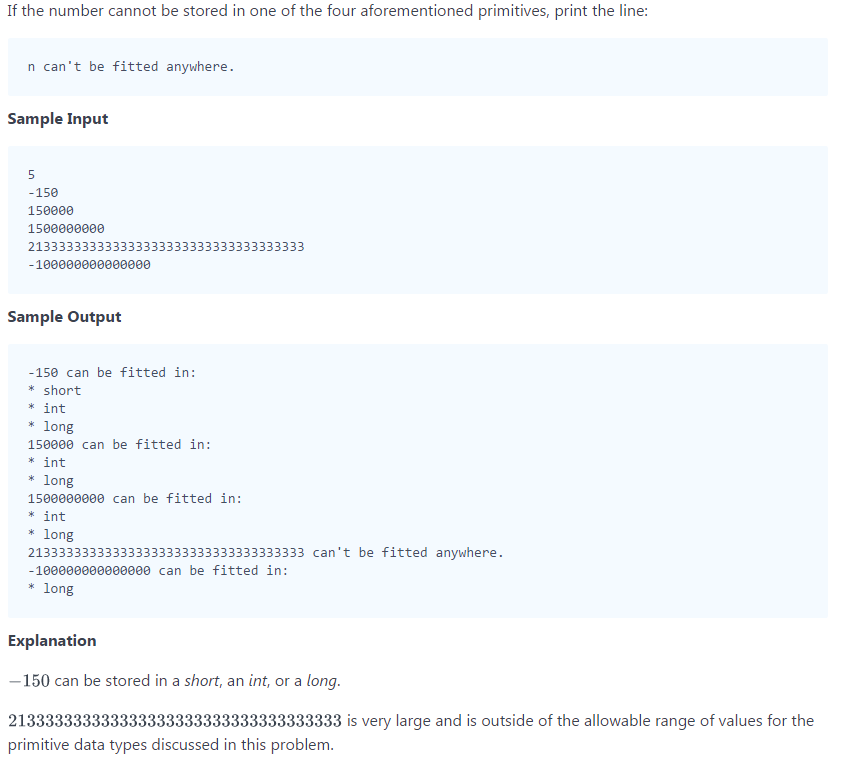 If the number cannot be stored in one of the four aforementioned primitives, print the line:
n can't be fitted anywhere.
Sample Input
5
-150
150000
1500000000
213333333333333333333333333333333333
-100000000000000
Sample Output
-150 can be fitted in:
* short
* int
* long
150000 can be fitted in:
* int
* long
1500000000 can be fitted in:
* int
* long
213333333333333333333333333333333333 can't be fitted anywhere.
-100000000000000 can be fitted in:
* long
Explanation
−150 can be stored in a short, an int, or a long.
213333333333333333333333333333333333 is very large and is outside of the allowable range of values for the
primitive data types discussed in this problem.